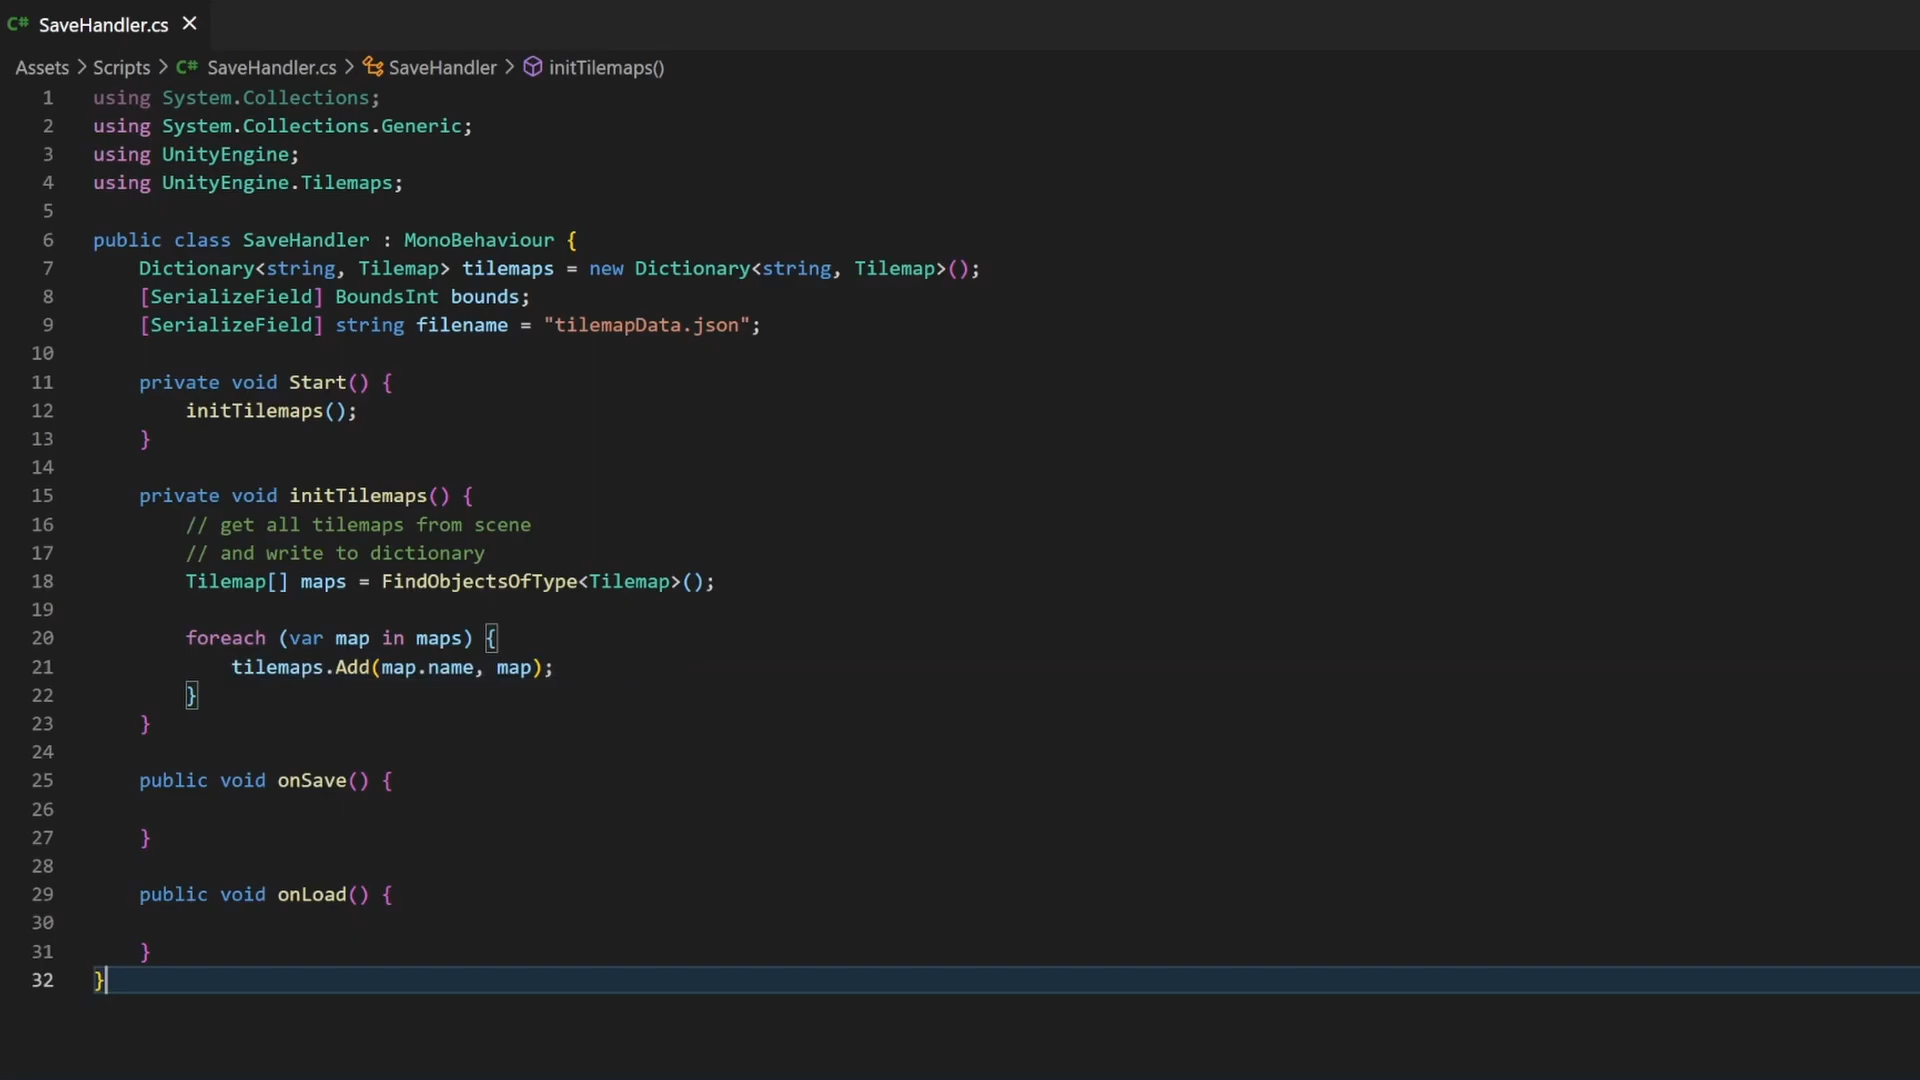 C# SaveHandler.cs ×
Assets > Scripts > C# SaveHandler.cs > SaveHandler > initTilemaps()
1 using System.Collections;
2 using System.Collections.Generic;
3 using UnityEngine;
4 using UnityEngine.Tilemaps;
5
6 public class SaveHandler : MonoBehaviour {
7     Dictionary<string, Tilemap> tilemaps = new Dictionary<string, Tilemap>();
8     [SerializeField] BoundsInt bounds;
9     [SerializeField] string filename = "tilemapData.json";
10
11     private void Start() {
12         initTilemaps();
13     }
14
15     private void initTilemaps() {
16         // get all tilemaps from scene
17         // and write to dictionary
18         Tilemap[] maps = FindObjectsOfType<Tilemap>();
19
20         foreach (var map in maps) {
21             tilemaps.Add(map.name, map);
22         }
23     }
24
25     public void onSave() {
26
27     }
28
29     public void onLoad() {
30
31     }
32 }